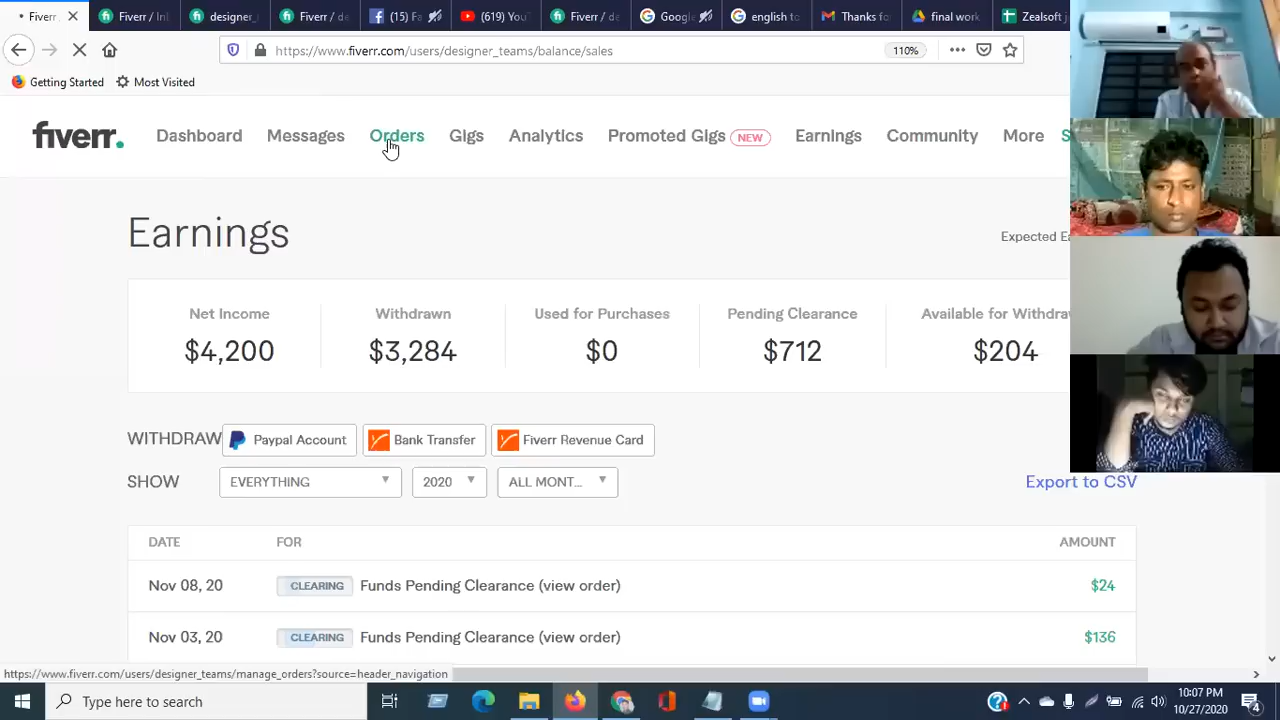 Fiverr / In
designer_
Fiverr / de
(15) Fa
(619) You
Fiverr / de
Google
english to
Thanks fo
final work
Zealsoft
https://www.fiverr.com/users/designer_teams/balance/sales
110%
Getting Started
Most Visited
fiverr.
Dashboard
Messages
Orders
Gigs
Analytics
Promoted Gigs NEW
Earnings
Community
More
S
Earnings
Expected Ea
Net Income
Withdrawn
Used for Purchases
Pending Clearance
Available for Withdraw
$4,200
$3,284
$0
$712
$204
WITHDRAW
Paypal Account
Bank Transfer
Fiverr Revenue Card
SHOW
EVERYTHING
2020
ALL MONT...
Export to CSV
DATE
FOR
AMOUNT
Nov 08, 20
CLEARING
Funds Pending Clearance (view order)
$24
Nov 03, 20
CLEARING
Funds Pending Clearance (view order)
$136
https://www.fiverr.com/users/designer_teams/manage_orders?source=header_navigation
Type here to search
10:07 PM
10/27/2020
4